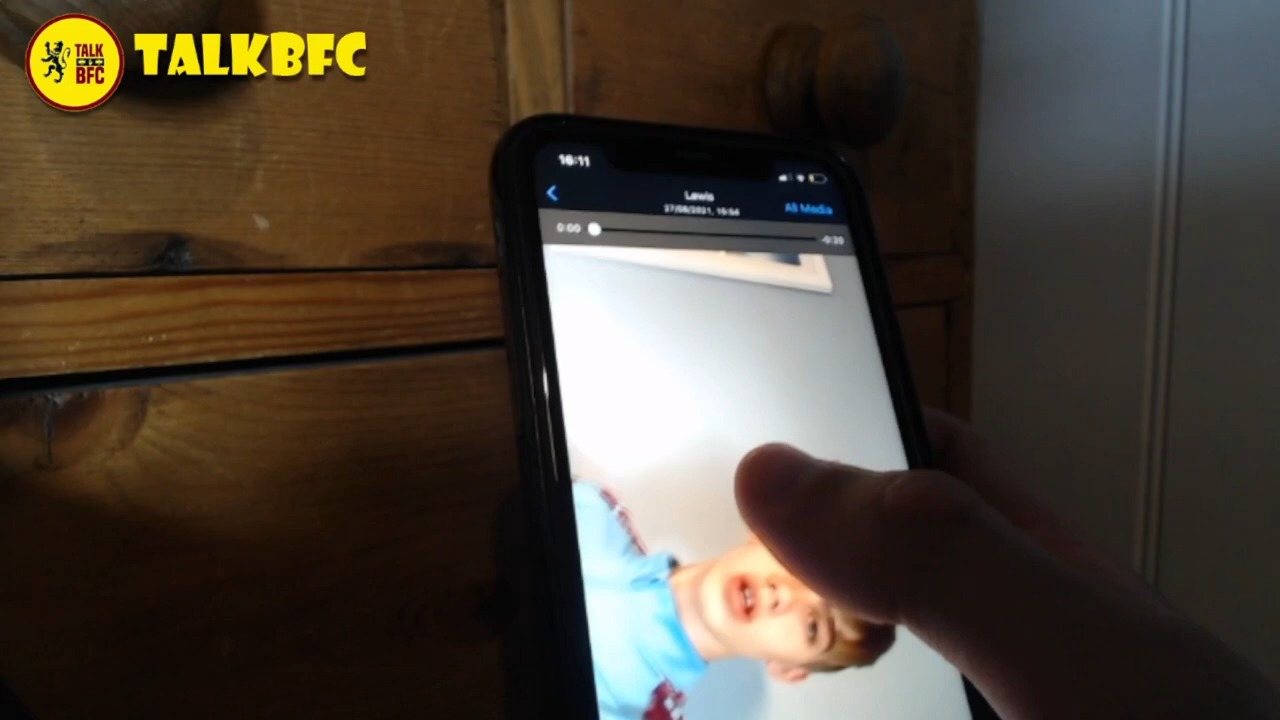 TALK
BFC
TALKBFC
16:11
Lewis
27/08/2021, 15:54
All Media
0:00
-0:20